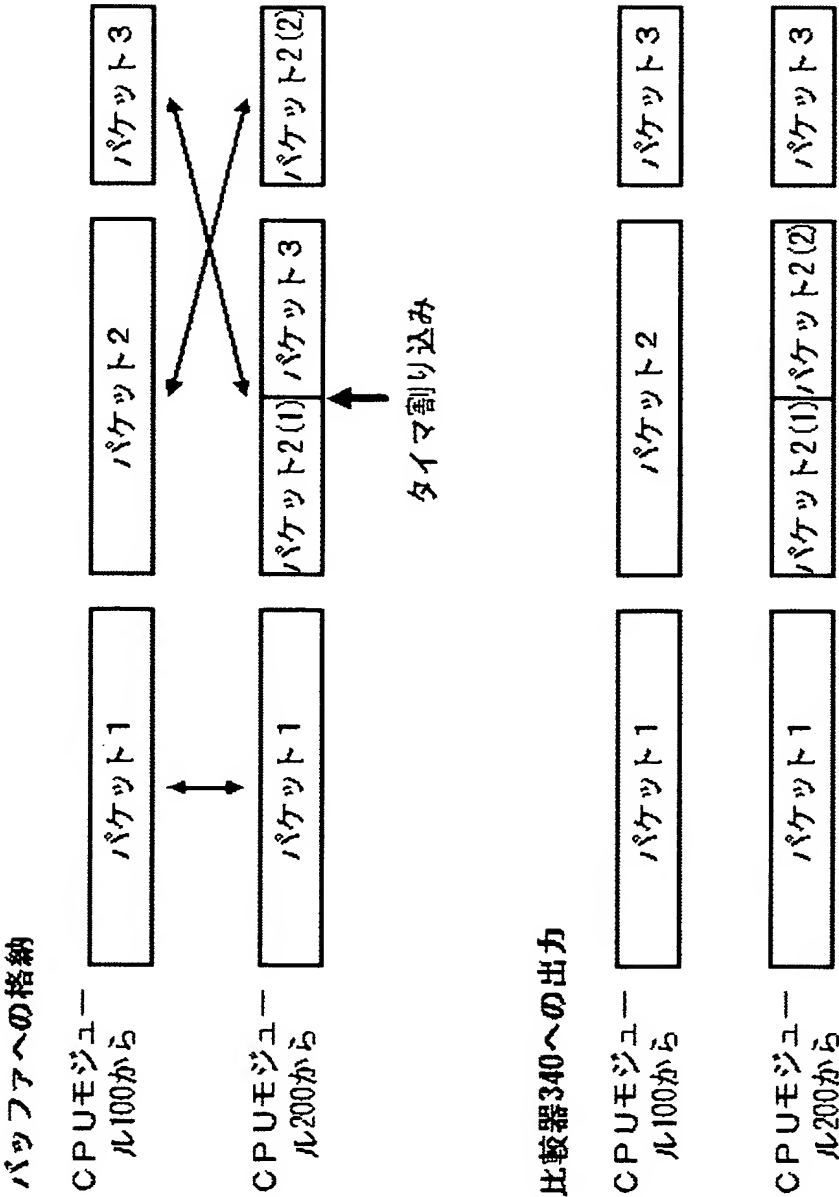 バッファへの格納
CPUモジュー
ル100から
パケット1
パケット2
パケット3
CPUモジュー
ル200から
パケット1
パケット2(1)
パケット3
パケット2(2)
タイマ割り込み
比較器340への出力
CPUモジュー
ル100から
パケット1
パケット2
パケット3
CPUモジュー
ル200から
パケット1
パケット2(1)
パケット2(2)
パケット3